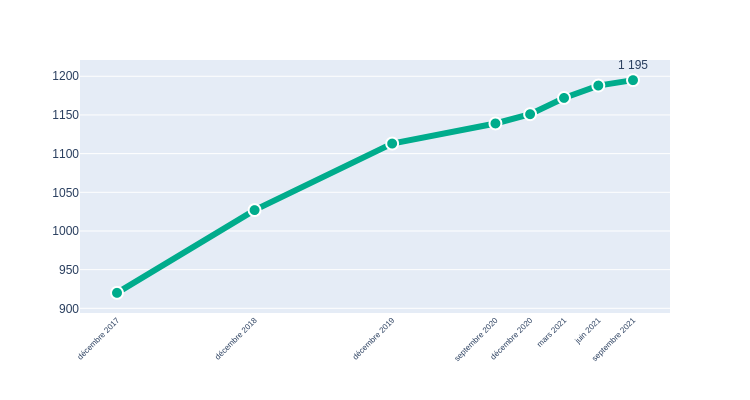 1 195
1200
1150
1100
1050
1000
950
900
décembre 2017
décembre 2018
décembre 2019
septembre 2020
décembre 2020
mars 2021
juin 2021
septembre 2021